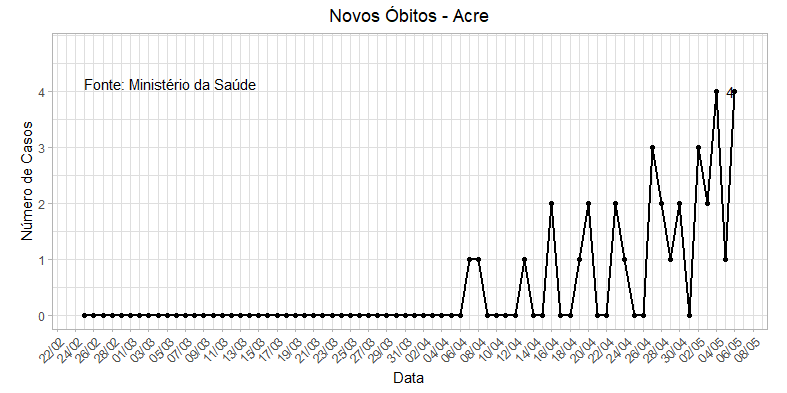 Novos Óbitos - Acre
Fonte: Ministério da Saúde
Número de Casos
4
3
2
1
0
4
22/02 24/02 26/02 28/02 01/03 03/03 05/03 07/03 09/03 11/03 13/03 15/03 17/03 19/03 21/03 23/03 25/03 27/03 29/03 31/03 02/04 04/04 06/04 08/04 10/04 12/04 14/04 16/04 18/04 20/04 22/04 24/04 26/04 28/04 30/04 02/05 04/05 06/05 08/05
Data